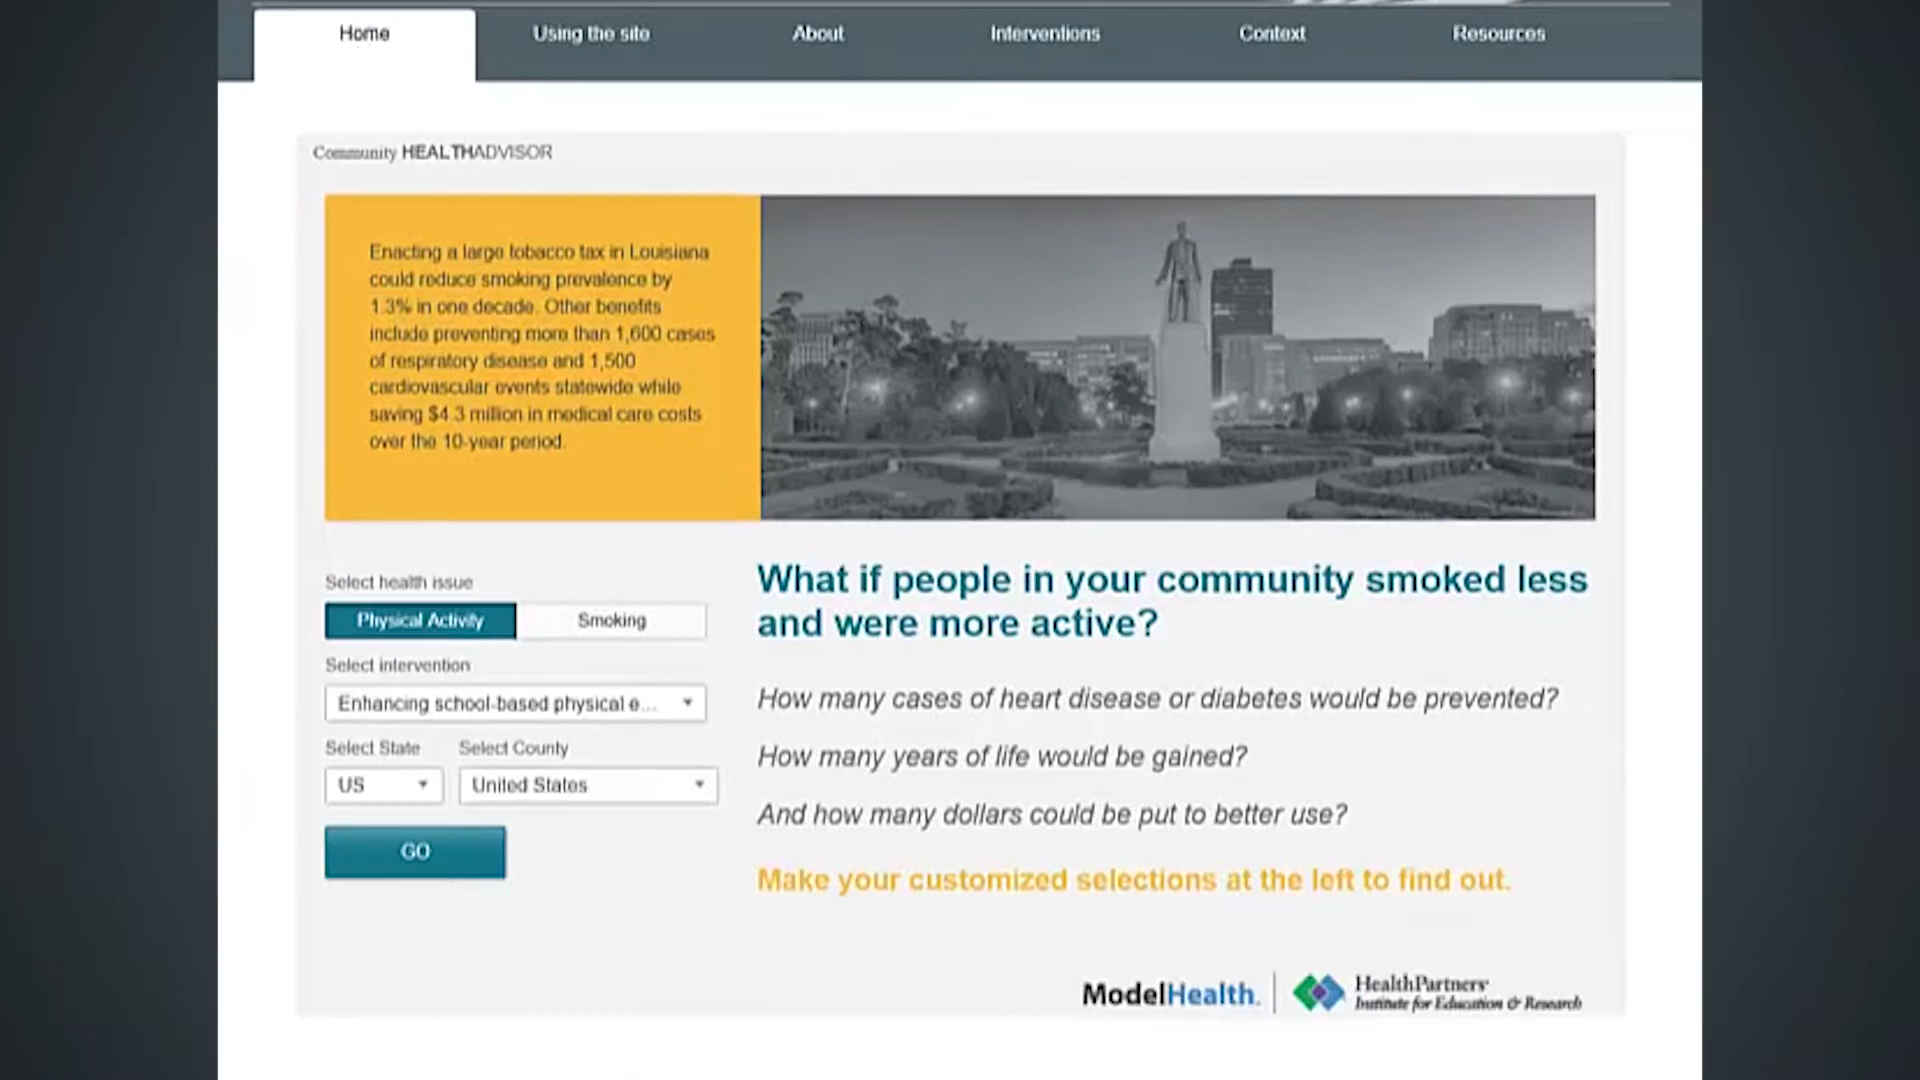 Home Using the site About Interventions Context Resources
Community HEALTHADVISOR
Enacting a large tobacco tax in Louisiana
could reduce smoking prevalence by
1.3% in one decade. Other benefits
include preventing more than 1,600 cases
of respiratory disease and 1,500
cardiovascular events statewide while
saving $4.3 million in medical care costs
over the 10-year period.
Select health issue
Physical Activity Smoking
Select intervention
Enhancing school-based physical e...
Select State Select County
US United States
GO
What if people in your community smoked less
and were more active?
How many cases of heart disease or diabetes would be prevented?
How many years of life would be gained?
And how many dollars could be put to better use?
Make your customized selections at the left to find out.
ModelHealth.
HealthPartners
Institute for Education & Research